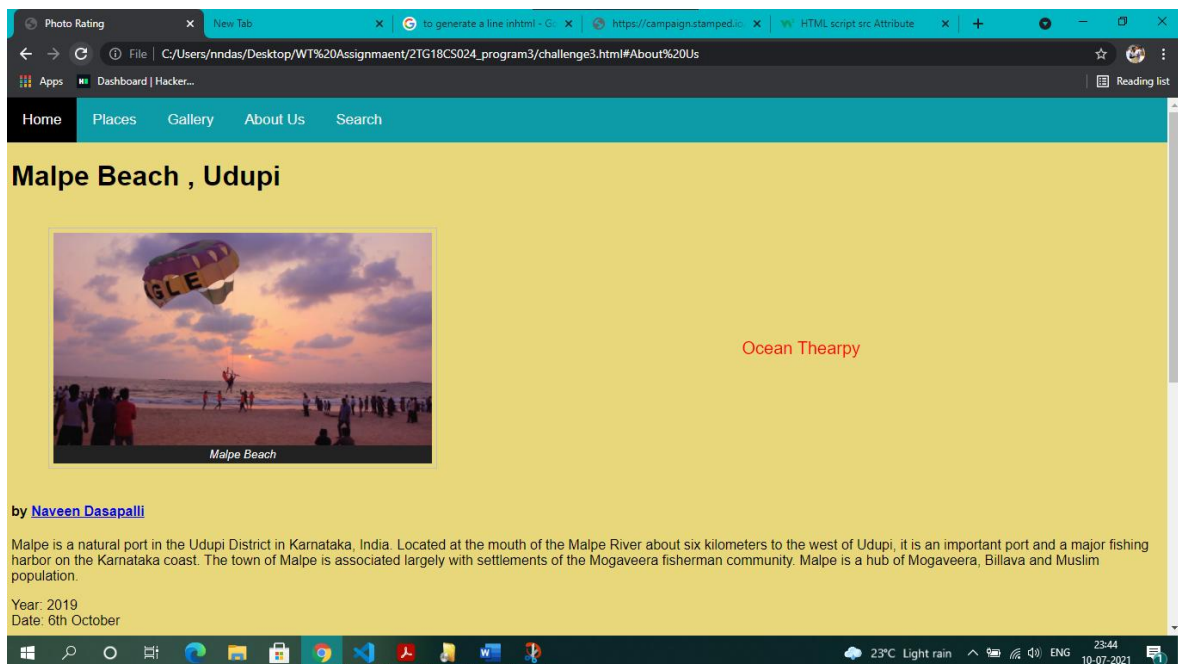 Photo Rating
New Tab
to generate a line inhtml - Go
https://campaign.stamped.io
HTML script src Attribute
File
C:/Users/nndas/Desktop/WT%20Assignmaent/2TG18CS024_program3/challenge3.html#About%20Us
Apps
Dashboard | Hacker...
Reading list
Home Places Gallery About Us Search
Malpe Beach , Udupi
GLE
Ocean Thearpy
Malpe Beach
by Naveen Dasapalli
Malpe is a natural port in the Udupi District in Karnataka, India. Located at the mouth of the Malpe River about six kilometers to the west of Udupi, it is an important port and a major fishing
harbor on the Karnataka coast. The town of Malpe is associated largely with settlements of the Mogaveera fisherman community. Malpe is a hub of Mogaveera, Billava and Muslim
population.
Year: 2019
Date: 6th October
23°C Light rain
ENG
23:44
10-07-2021